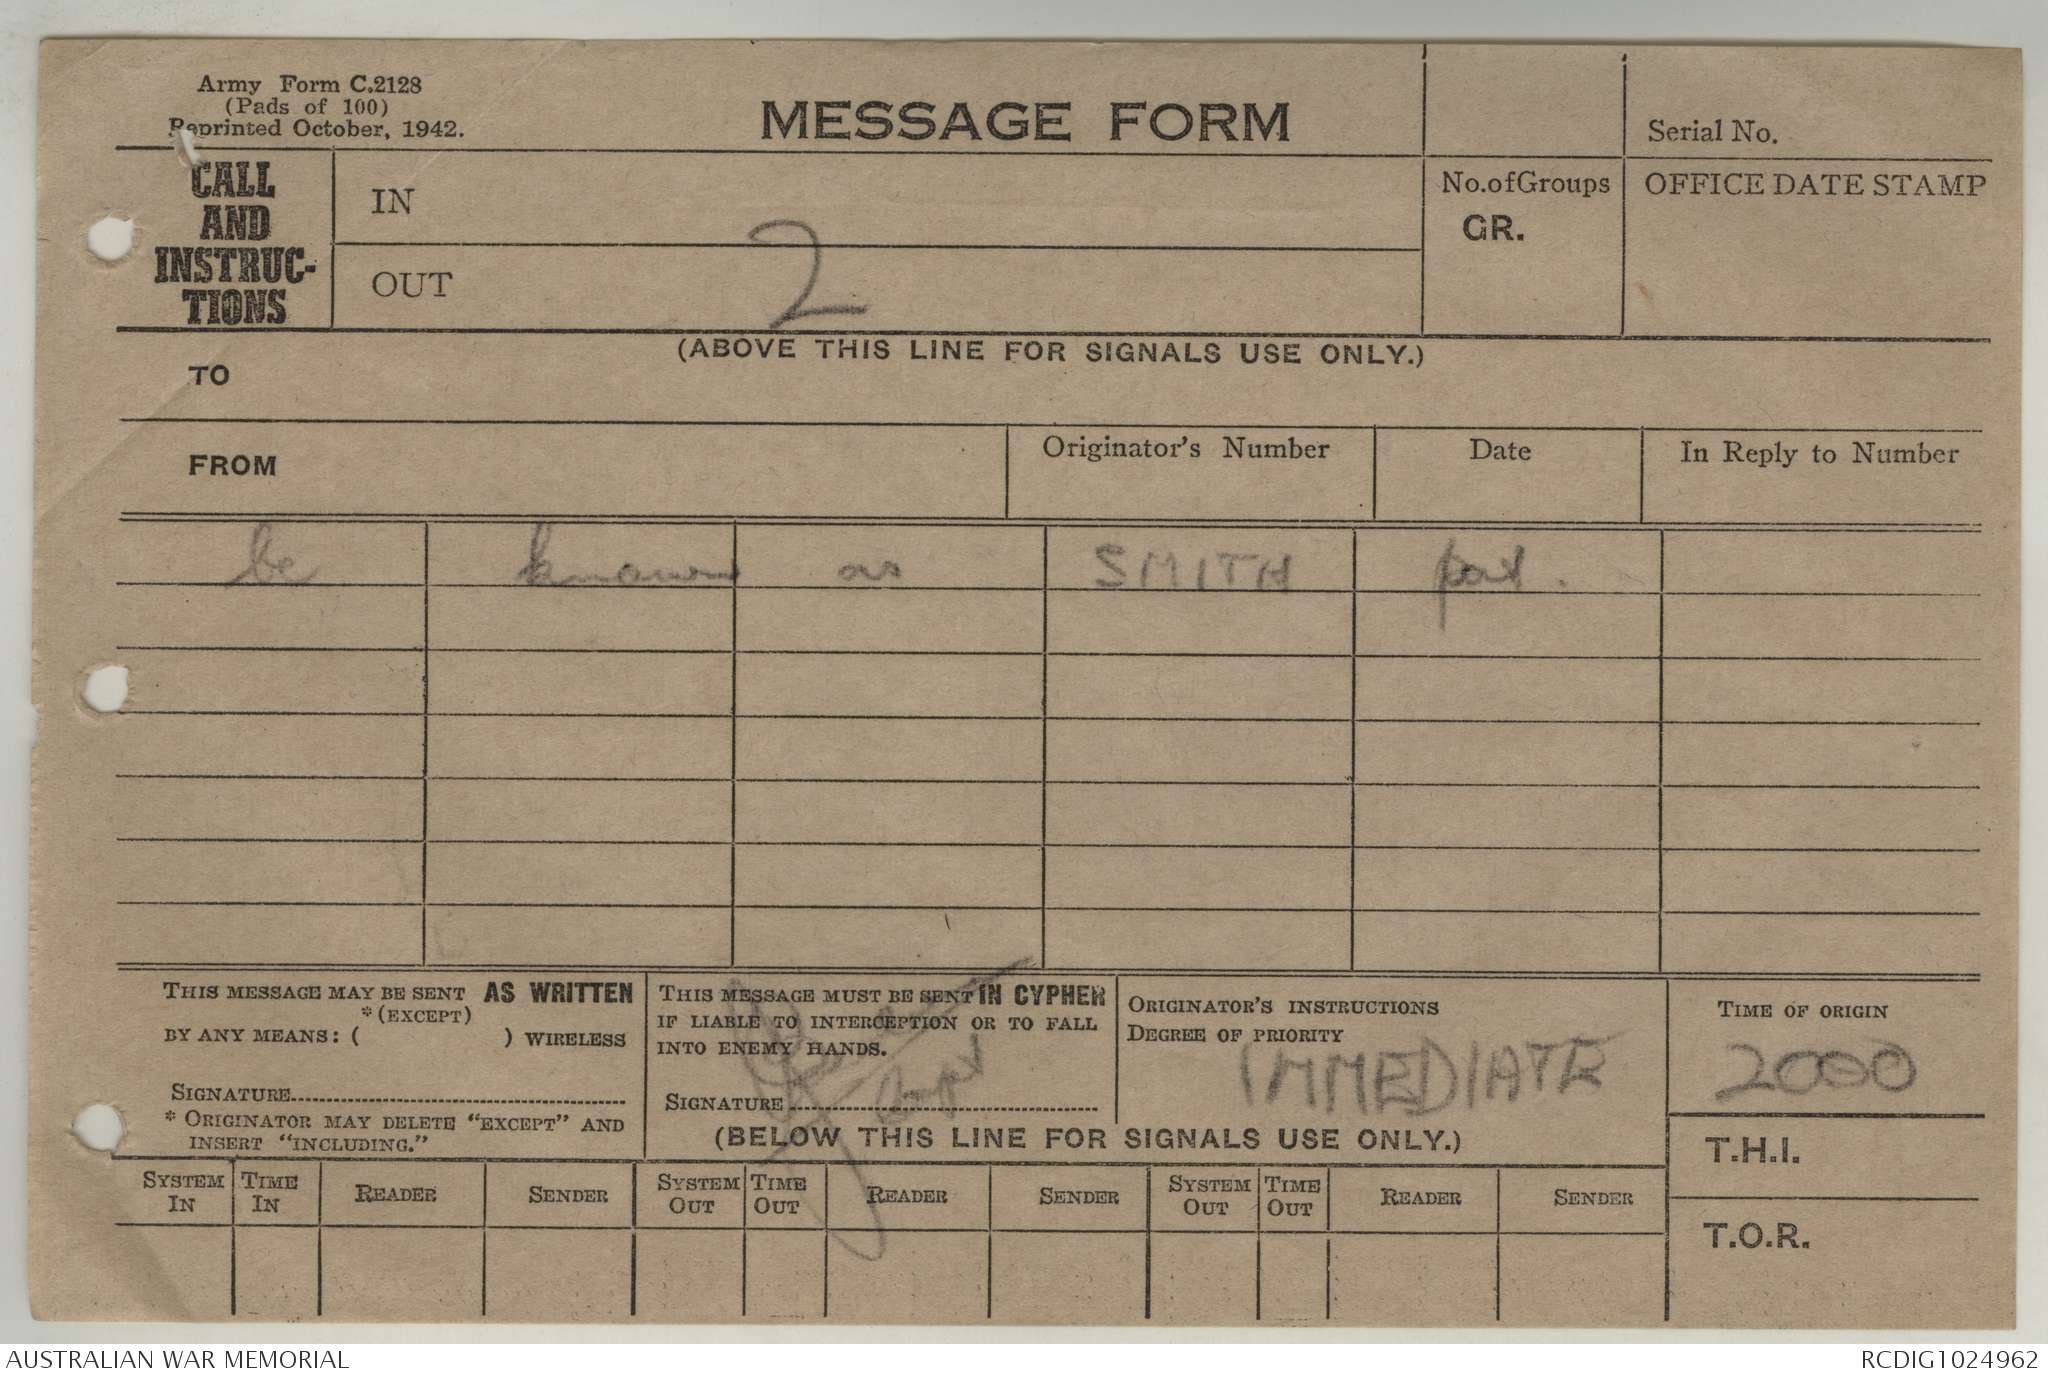 Army Form C.2128
(Pads of 100)
Reprinted October, 1942.
MESSAGE FORM
Serial No.
CALL
AND
INSTRUC-
TIONS
IN
OUT
2
No. of Groups
GR.
OFFICE DATE STAMP
(ABOVE THIS LINE FOR SIGNALS USE ONLY.)
TO
FROM
Originator's Number
Date
In Reply to Number
be known as SMITH post.
THIS MESSAGE MAY BE SENT AS WRITTEN
*(EXCEPT)
BY ANY MEANS: ( ) WIRELESS
SIGNATURE
* ORIGINATOR MAY DELETE "EXCEPT" AND
INSERT "INCLUDING."
THIS MESSAGE MUST BE SENT IN CYPHER
IF LIABLE TO INTERCEPTION OR TO FALL
INTO ENEMY HANDS.
SIGNATURE
Capt
ORIGINATOR'S INSTRUCTIONS
DEGREE OF PRIORITY
IMMEDIATE
TIME OF ORIGIN
2000
(BELOW THIS LINE FOR SIGNALS USE ONLY.)
T.H.I.
T.O.R.
SYSTEM IN
TIME IN
READER
SENDER
SYSTEM OUT
TIME OUT
READER
SENDER
SYSTEM OUT
TIME OUT
READER
SENDER
AUSTRALIAN WAR MEMORIAL
RCDIG1024962